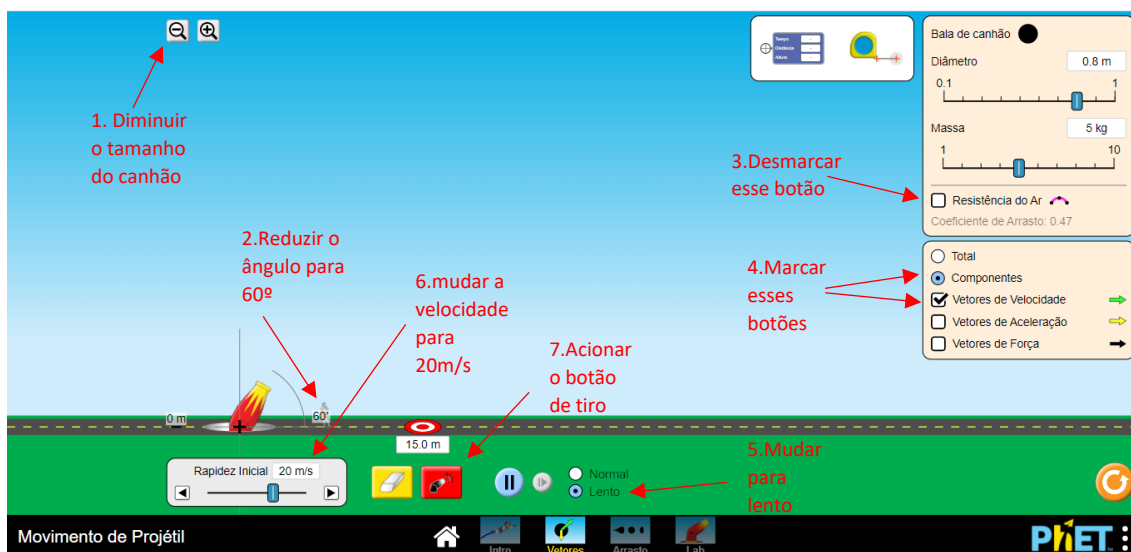 Bala de canhão
Diâmetro
0.8 m
0.1
1
Massa
5 kg
1
10
Resistência do Ar
Coeficiente de Arrasto: 0.47
Total
Componentes
Vetores de Velocidade
Vetores de Aceleração
Vetores de Força
Tempo
-
Distância
-
Altura
-
1. Diminuir
o tamanho
do canhão
2.Reduzir o
ângulo para
60º
3.Desmarcar
esse botão
4.Marcar
esses
botões
6.mudar a
velocidade
para
20m/s
7.Acionar
o botão
de tiro
5.Mudar
para
lento
0 m
60°
15.0 m
Rapidez Inicial
20 m/s
Normal
Lento
Movimento de Projétil
Intro
Vetores
Arrasto
Lab
PhET